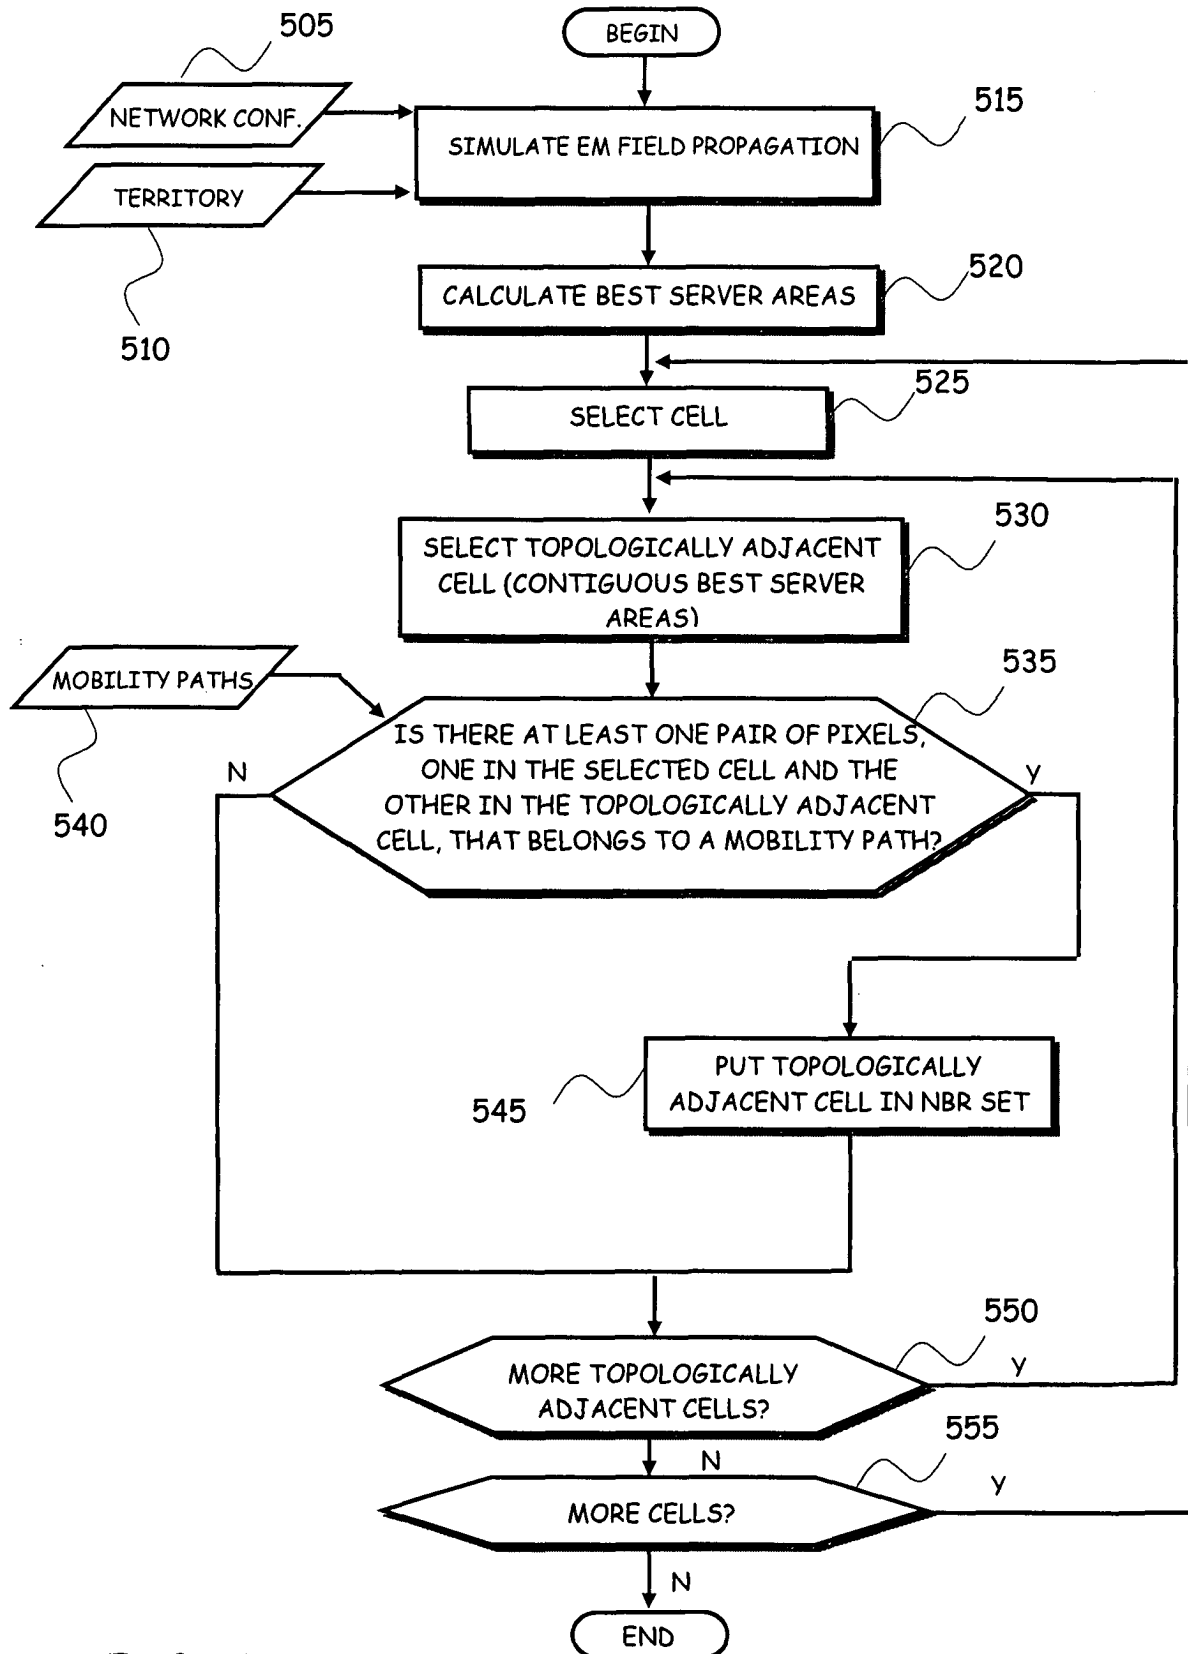 BEGIN
505
NETWORK CONF.
515
SIMULATE EM FIELD PROPAGATION
TERRITORY
510
520
CALCULATE BEST SERVER AREAS
525
SELECT CELL
530
SELECT TOPOLOGICALLY ADJACENT
CELL (CONTIGUOUS BEST SERVER
AREAS)
MOBILITY PATHS
540
535
IS THERE AT LEAST ONE PAIR OF PIXELS,
ONE IN THE SELECTED CELL AND THE
OTHER IN THE TOPOLOGICALLY ADJACENT
CELL, THAT BELONGS TO A MOBILITY PATH?
N
Y
PUT TOPOLOGICALLY
ADJACENT CELL IN NBR SET
545
550
MORE TOPOLOGICALLY
ADJACENT CELLS?
Y
N
555
MORE CELLS?
Y
N
END